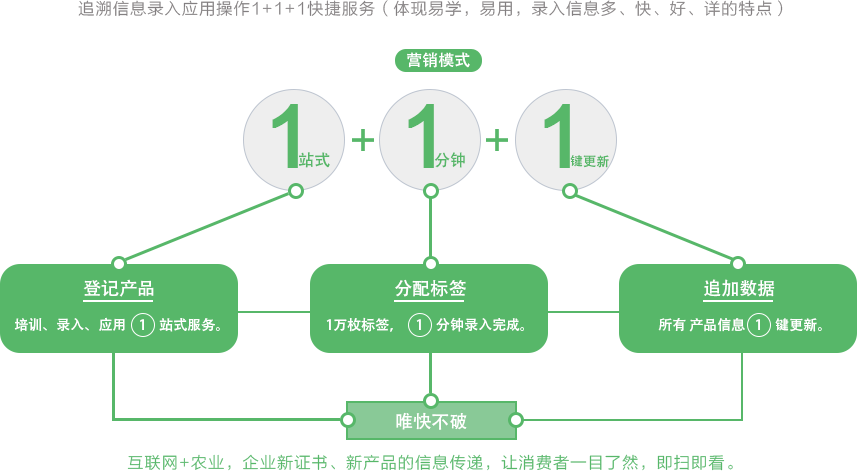 追溯信息录入应用操作1+1+1快捷服务（体现易学，易用，录入信息多、快、好、详的特点）
营销模式
1站式 + 1分钟 + 1键更新
登记产品
培训、录入、应用 1 站式服务。
分配标签
1万枚标签， 1 分钟录入完成。
追加数据
所有 产品信息 1 键更新。
唯快不破
互联网+农业，企业新证书、新产品的信息传递，让消费者一目了然，即扫即看。